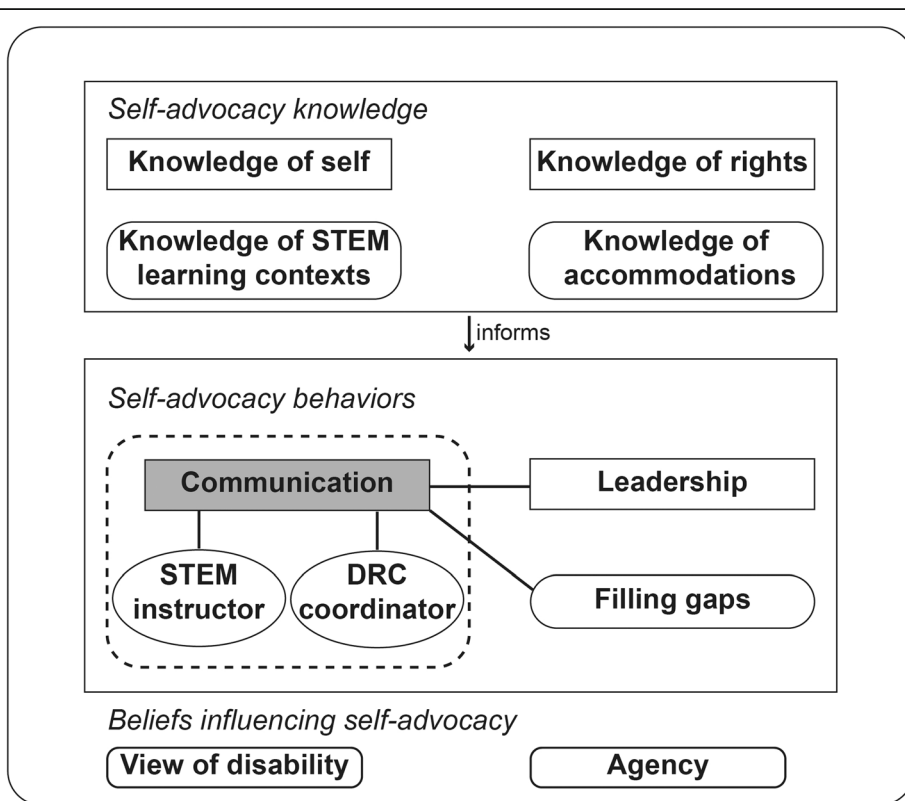 Self-advocacy knowledge
Knowledge of self
Knowledge of rights
Knowledge of STEM
learning contexts
Knowledge of
accommodations
informs
Self-advocacy behaviors
Communication
Leadership
STEM
instructor
DRC
coordinator
Filling gaps
Beliefs influencing self-advocacy
View of disability
Agency